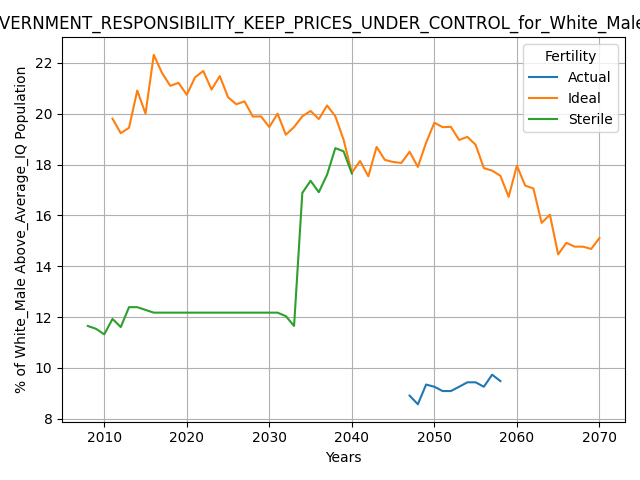 VERNMENT_RESPONSIBILITY_KEEP_PRICES_UNDER_CONTROL_for_White_Male
Fertility
Actual
Ideal
Sterile
% of White_Male Above_Average_IQ Population
22
20
18
16
14
12
10
8
2010 2020 2030 2040 2050 2060 2070
Years